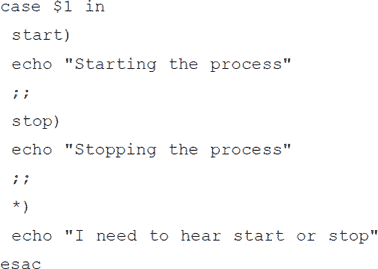 case $1 in
start)
echo "Starting the process"
;;
stop)
echo "Stopping the process"
;;
*)
echo "I need to hear start or stop"
esac